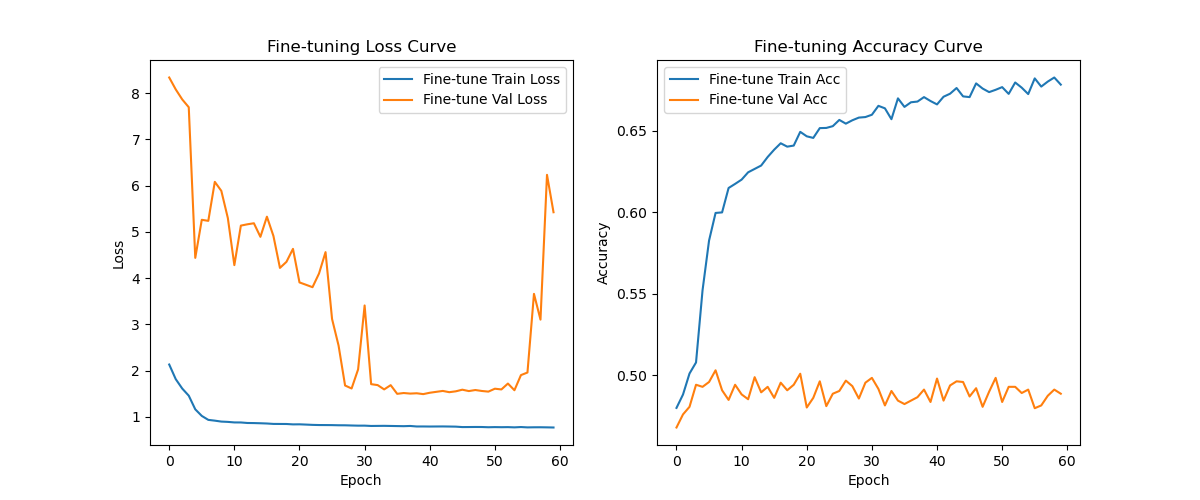 Fine-tuning Loss Curve
Fine-tune Train Loss
Fine-tune Val Loss
8
7
6
5
4
3
2
1
Loss
0
10
20
30
40
50
60
Epoch
Fine-tuning Accuracy Curve
Fine-tune Train Acc
Fine-tune Val Acc
0.65
0.60
0.55
0.50
Accuracy
0
10
20
30
40
50
60
Epoch